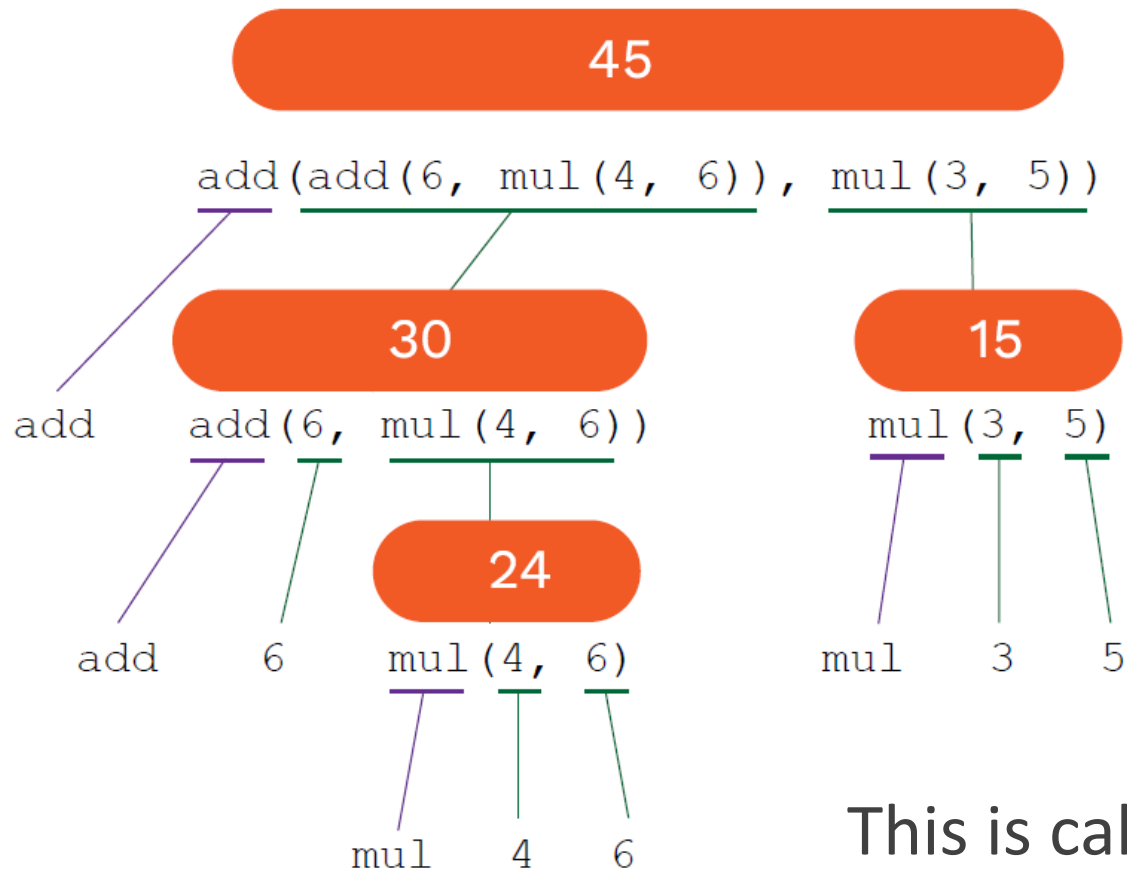 45
add(add(6, mul(4, 6)), mul(3, 5))
30
15
add
add(6, mul(4, 6))
mul(3, 5)
24
add
6
mul(4, 6)
mul
3
5
mul
4
6
This is cal